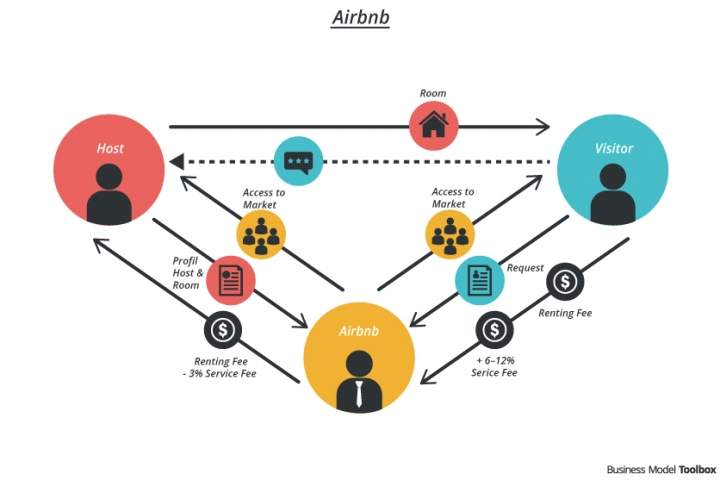 Airbnb
Room
Host
Visitor
Access to
Market
Access to
Market
Profil
Host &
Room
Request
Airbnb
Renting Fee
Renting Fee
- 3% Service Fee
+ 6–12%
Serice Fee
Business Model Toolbox